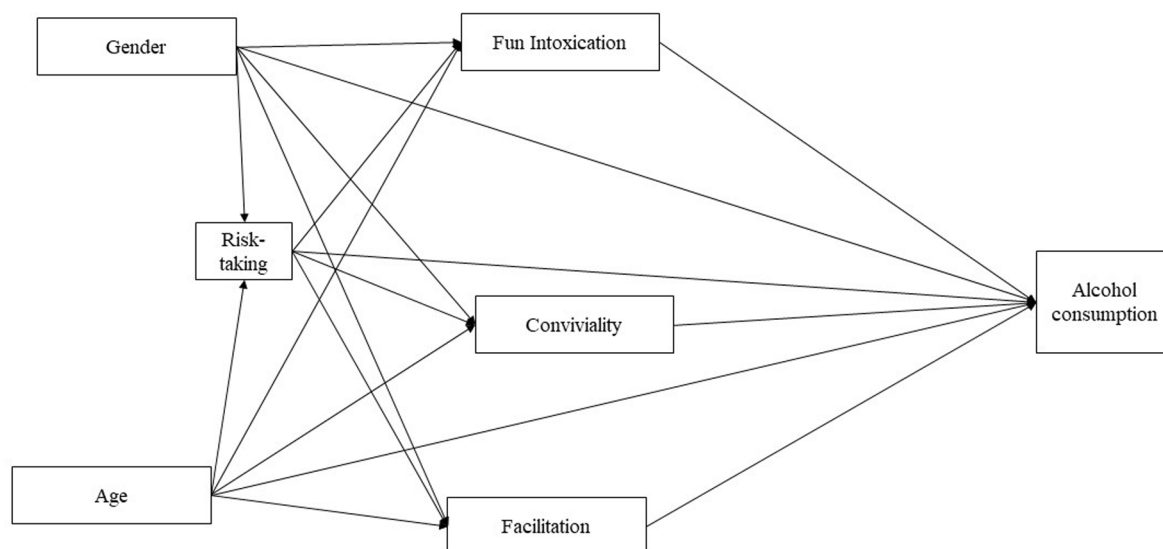 Gender
Fun Intoxication
Risk-
taking
Conviviality
Alcohol
consumption
Age
Facilitation